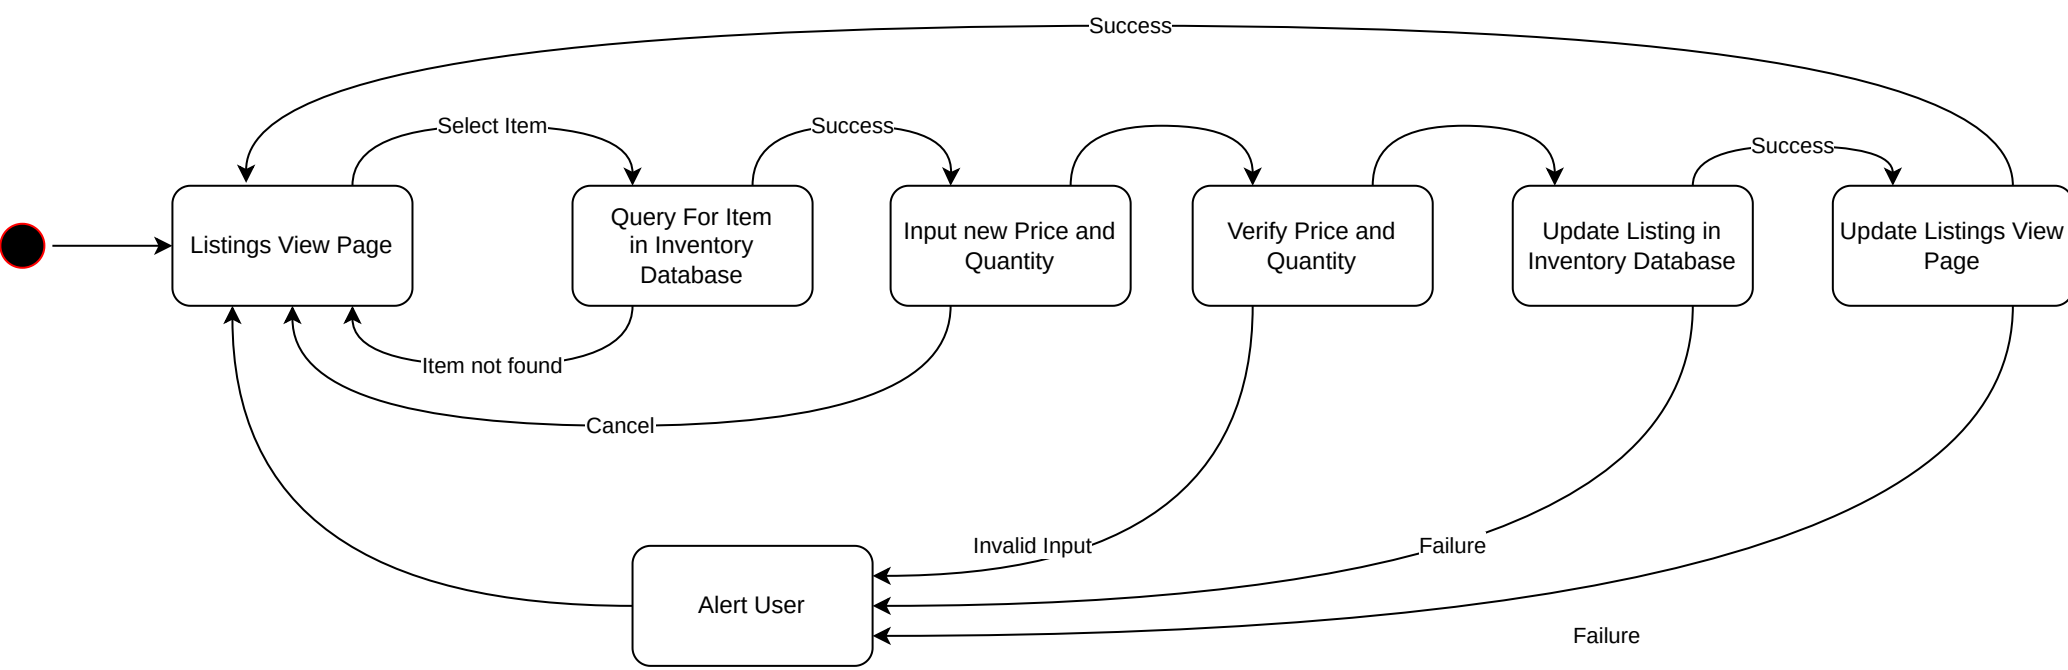 Success
Select Item
Success
Success
Listings View Page
Query For Item
in Inventory
Database
Input new Price and
Quantity
Verify Price and
Quantity
Update Listing in
Inventory Database
Update Listings View
Page
Item not found
Cancel
Invalid Input
Failure
Alert User
Failure